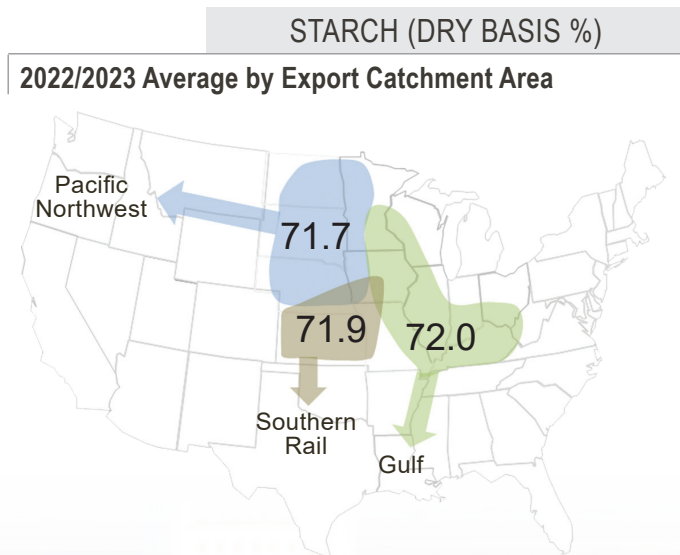 STARCH (DRY BASIS %)
2022/2023 Average by Export Catchment Area
Pacific
Northwest
71.7
71.9
72.0
Southern
Rail
Gulf